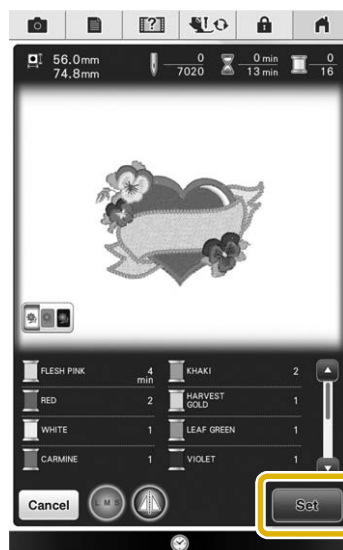 56.0mm
74.8mm
0
7020
0 min
13 min
0
16
FLESH PINK 4 min
KHAKI 2
RED 2
HARVEST GOLD 1
WHITE 1
LEAF GREEN 1
CARMINE 1
VIOLET 1
Cancel
L M S
Set